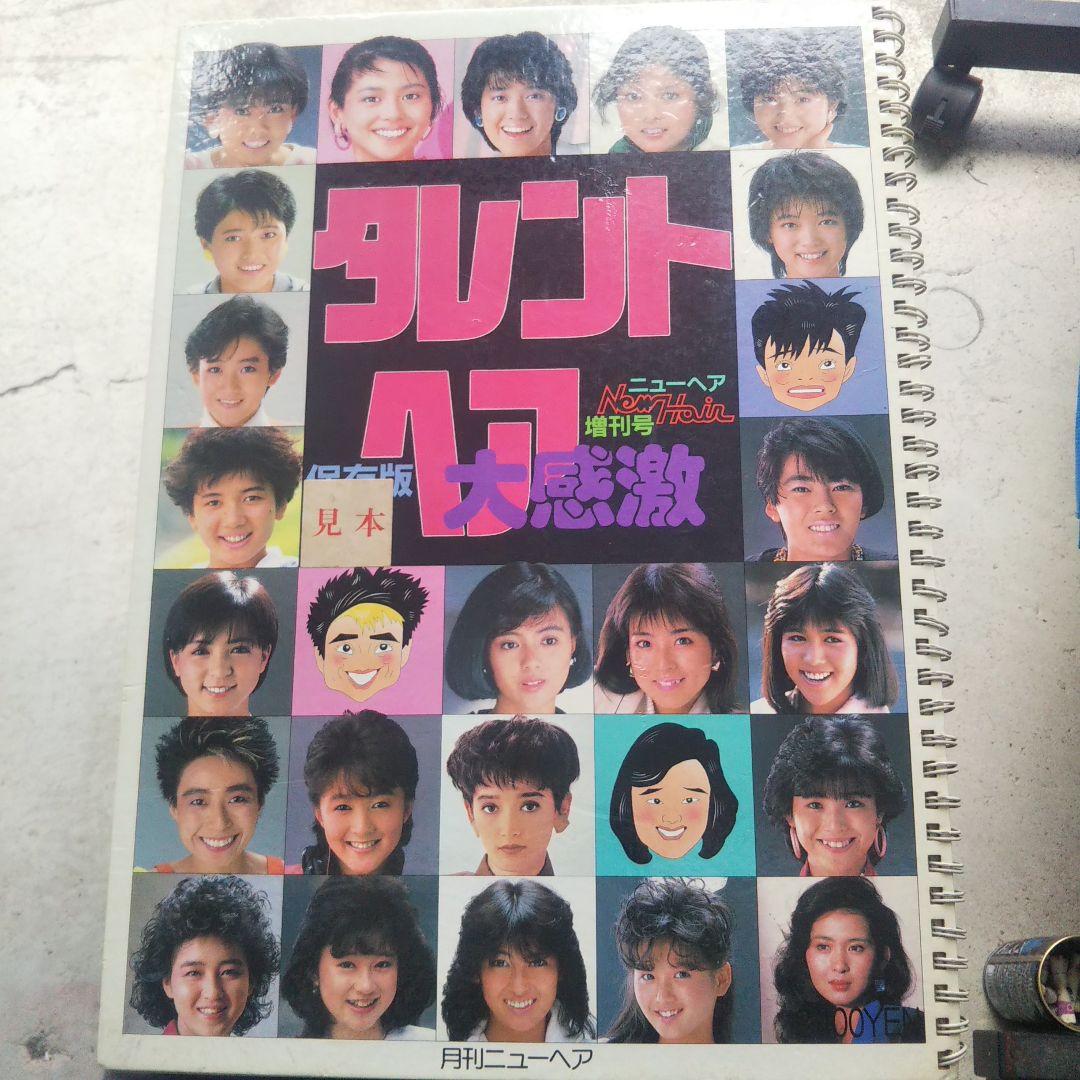 タレント
ヘア
ニューヘア
New Hair
増刊号
保存版
大感激
見本
00YEN
月刊ニューヘア